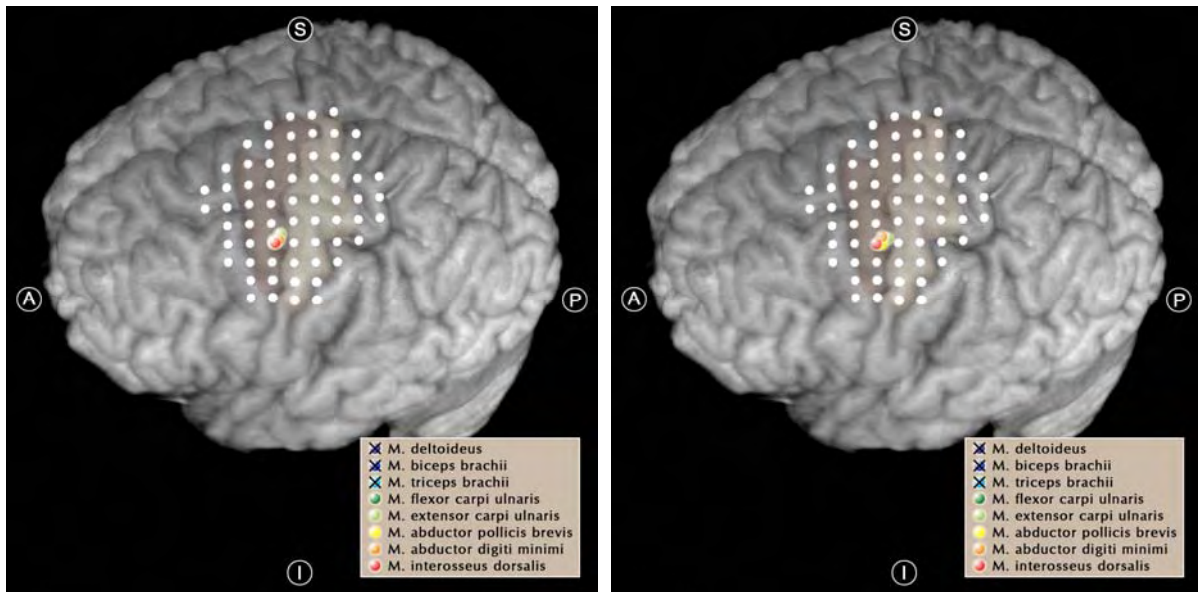 S
A
P
M. deltoideus
M. biceps brachii
M. triceps brachii
M. flexor carpi ulnaris
M. extensor carpi ulnaris
M. abductor pollicis brevis
M. abductor digiti minimi
M. interosseus dorsalis
I
S
A
P
M. deltoideus
M. biceps brachii
M. triceps brachii
M. flexor carpi ulnaris
M. extensor carpi ulnaris
M. abductor pollicis brevis
M. abductor digiti minimi
M. interosseus dorsalis
I